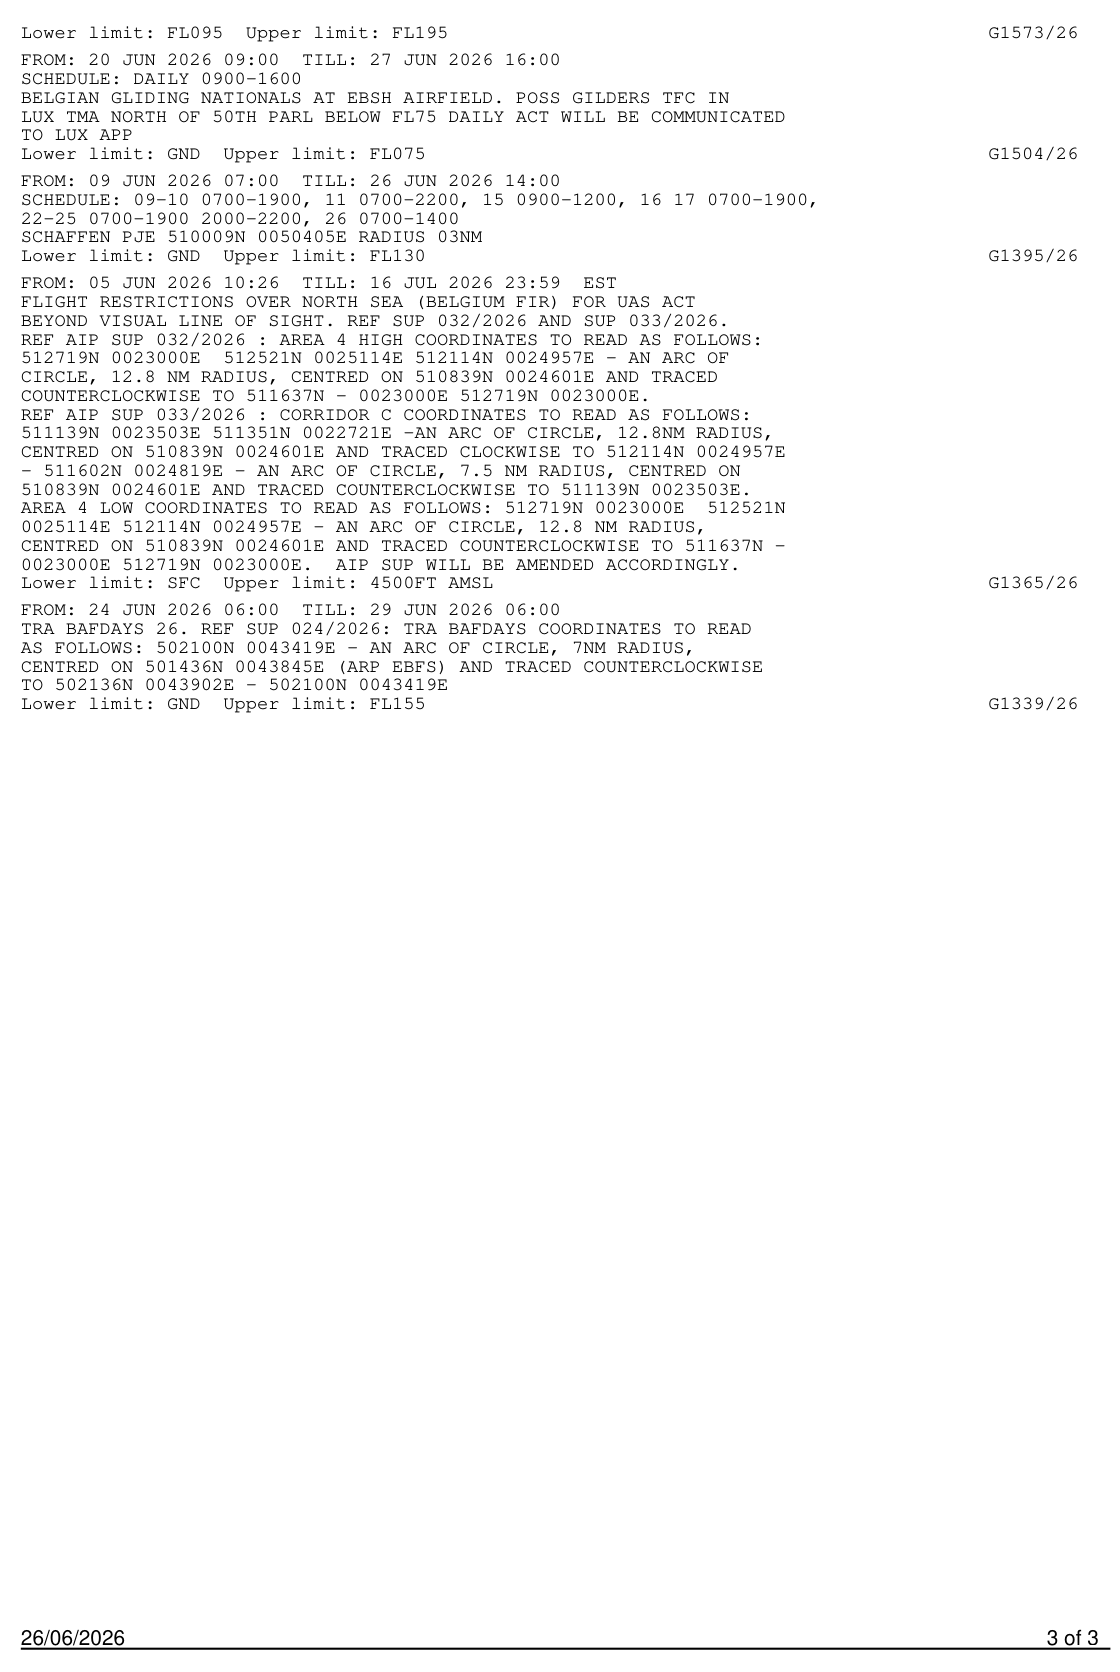 Lower limit: FL095  Upper limit: FL195 G1573/26
FROM: 20 JUN 2026 09:00  TILL: 27 JUN 2026 16:00
SCHEDULE: DAILY 0900-1600
BELGIAN GLIDING NATIONALS AT EBSH AIRFIELD. POSS GILDERS TFC IN
LUX TMA NORTH OF 50TH PARL BELOW FL75 DAILY ACT WILL BE COMMUNICATED
TO LUX APP
Lower limit: GND  Upper limit: FL075 G1504/26
FROM: 09 JUN 2026 07:00  TILL: 26 JUN 2026 14:00
SCHEDULE: 09-10 0700-1900, 11 0700-2200, 15 0900-1200, 16 17 0700-1900,
22-25 0700-1900 2000-2200, 26 0700-1400
SCHAFFEN PJE 510009N 0050405E RADIUS 03NM
Lower limit: GND  Upper limit: FL130 G1395/26
FROM: 05 JUN 2026 10:26  TILL: 16 JUL 2026 23:59  EST
FLIGHT RESTRICTIONS OVER NORTH SEA (BELGIUM FIR) FOR UAS ACT
BEYOND VISUAL LINE OF SIGHT. REF SUP 032/2026 AND SUP 033/2026.
REF AIP SUP 032/2026 : AREA 4 HIGH COORDINATES TO READ AS FOLLOWS:
512719N 0023000E  512521N 0025114E 512114N 0024957E - AN ARC OF
CIRCLE, 12.8 NM RADIUS, CENTRED ON 510839N 0024601E AND TRACED
COUNTERCLOCKWISE TO 511637N - 0023000E 512719N 0023000E.
REF AIP SUP 033/2026 : CORRIDOR C COORDINATES TO READ AS FOLLOWS:
511139N 0023503E 511351N 0022721E -AN ARC OF CIRCLE, 12.8NM RADIUS,
CENTRED ON 510839N 0024601E AND TRACED CLOCKWISE TO 512114N 0024957E
- 511602N 0024819E - AN ARC OF CIRCLE, 7.5 NM RADIUS, CENTRED ON
510839N 0024601E AND TRACED COUNTERCLOCKWISE TO 511139N 0023503E.
AREA 4 LOW COORDINATES TO READ AS FOLLOWS: 512719N 0023000E  512521N
0025114E 512114N 0024957E - AN ARC OF CIRCLE, 12.8 NM RADIUS,
CENTRED ON 510839N 0024601E AND TRACED COUNTERCLOCKWISE TO 511637N -
0023000E 512719N 0023000E.  AIP SUP WILL BE AMENDED ACCORDINGLY.
Lower limit: SFC  Upper limit: 4500FT AMSL G1365/26
FROM: 24 JUN 2026 06:00  TILL: 29 JUN 2026 06:00
TRA BAFDAYS 26. REF SUP 024/2026: TRA BAFDAYS COORDINATES TO READ
AS FOLLOWS: 502100N 0043419E - AN ARC OF CIRCLE, 7NM RADIUS,
CENTRED ON 501436N 0043845E (ARP EBFS) AND TRACED COUNTERCLOCKWISE
TO 502136N 0043902E - 502100N 0043419E
Lower limit: GND  Upper limit: FL155 G1339/26
26/06/2026 3 of 3